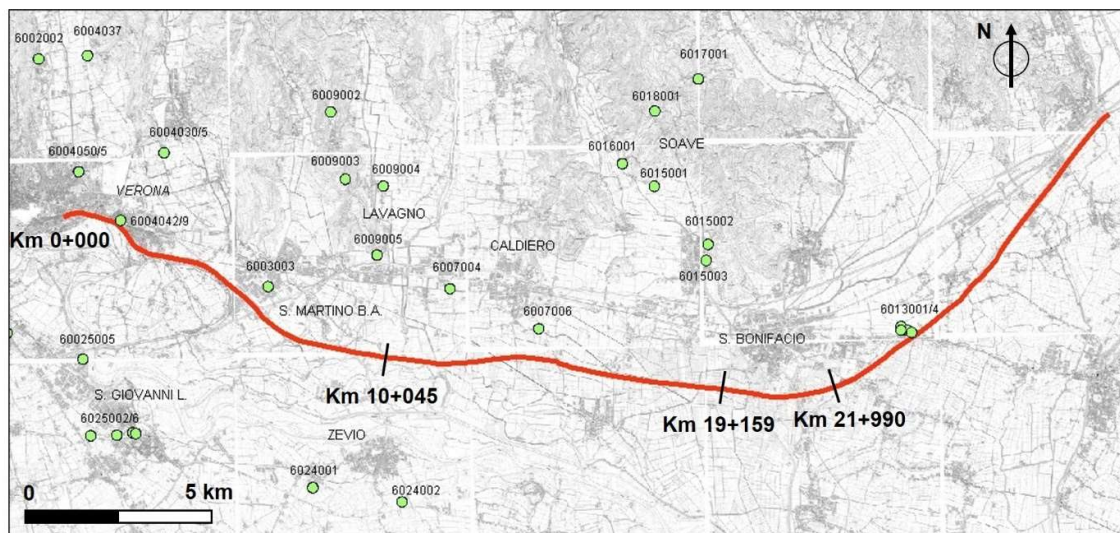 6002002
6004037
6017001
N
6009002
6018001
6004030/5
SOAVE
6004050/5
6009003
6009004
6016001
6015001
VERONA
LAVAGNO
6004042/9
6015002
Km 0+000
6009005
CALDIERO
6003003
6007004
6015003
S. MARTINO B.A.
6007006
6013001/4
60025005
S. BONIFACIO
Km 10+045
S. GIOVANNI L.
Km 19+159
Km 21+990
6025002/6
ZEVIO
6024001
6024002
0
5 km